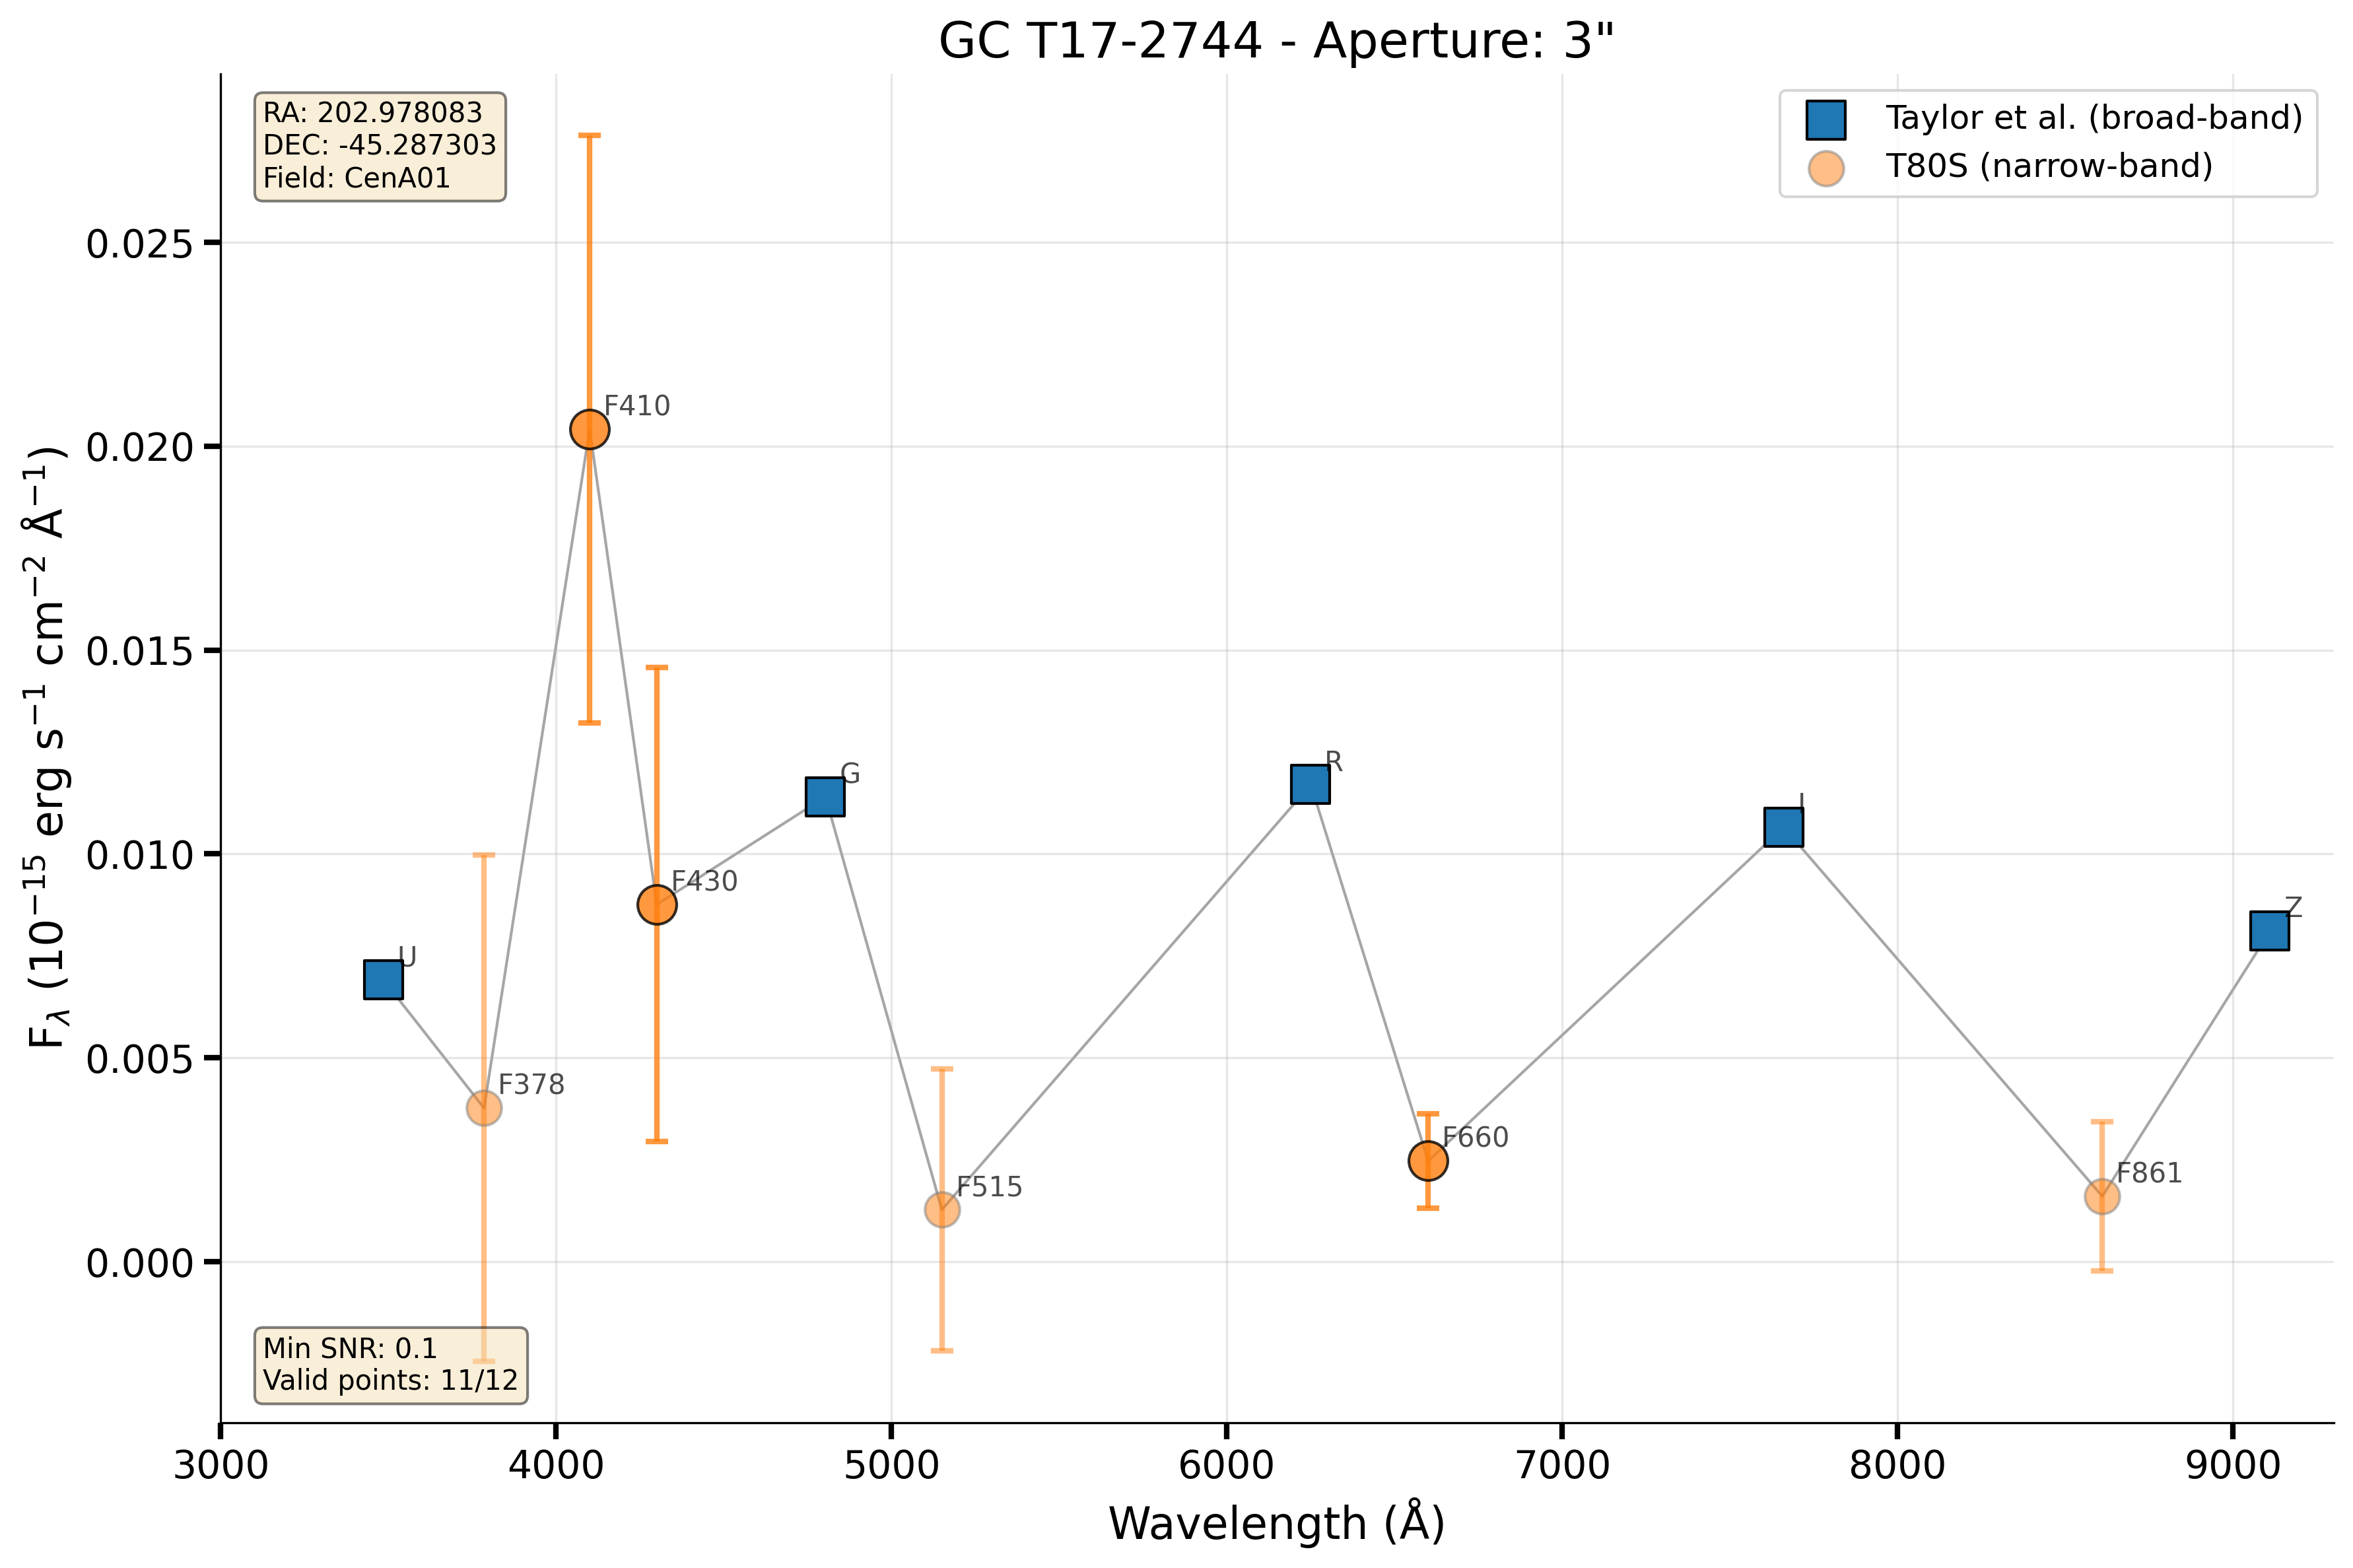 GC T17-2744 - Aperture: 3"
RA: 202.978083
DEC: -45.287303
Field: CenA01
Taylor et al. (broad-band)
T80S (narrow-band)
F_λ (10⁻¹⁵ erg s⁻¹ cm⁻² Å⁻¹)
0.025
0.020
0.015
0.010
0.005
0.000
U
F378
F410
F430
G
F515
R
F660
I
F861
Z
Min SNR: 0.1
Valid points: 11/12
3000 4000 5000 6000 7000 8000 9000
Wavelength (Å)